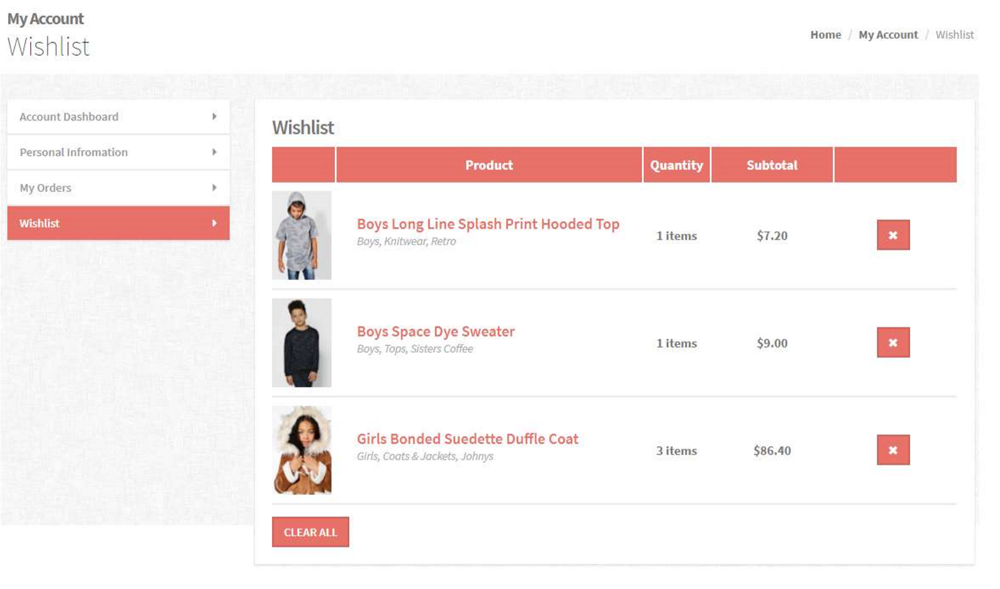 My Account
Wishlist
Home / My Account / Wishlist
Account Dashboard
Personal Infromation
My Orders
Wishlist
Wishlist
Product Quantity Subtotal
Boys Long Line Splash Print Hooded Top
Boys, Knitwear, Retro
1 items $7.20
Boys Space Dye Sweater
Boys, Tops, Sisters Coffee
1 items $9.00
Girls Bonded Suedette Duffle Coat
Girls, Coats & Jackets, Johnys
3 items $86.40
CLEAR ALL